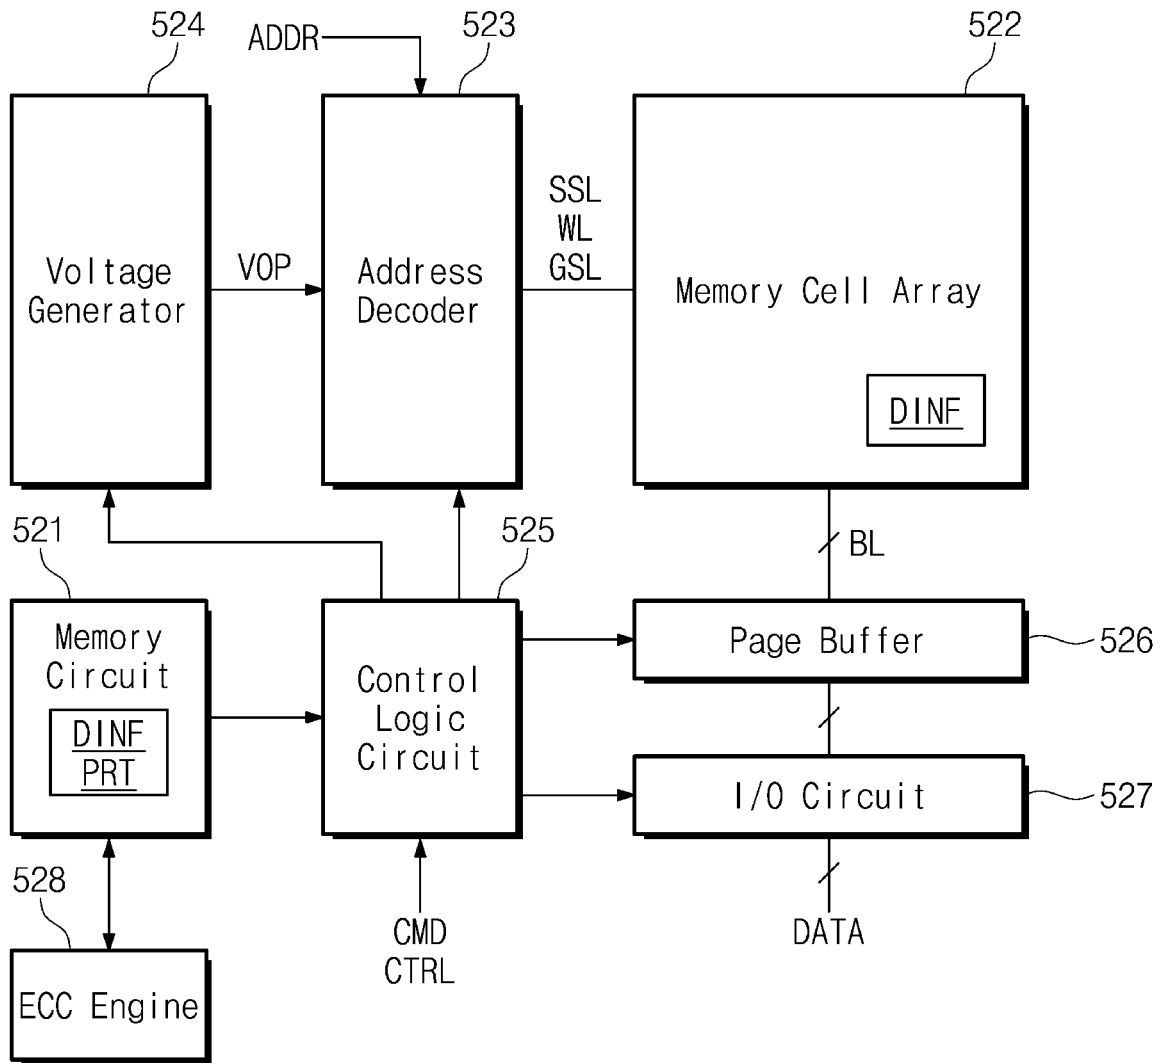 524
ADDR
523
522
Voltage
Generator
VOP
Address
Decoder
SSL
WL
GSL
Memory Cell Array
DINF
521
525
BL
Memory
Circuit
DINF
PRT
Control
Logic
Circuit
Page Buffer
526
I/O Circuit
527
528
CMD
CTRL
DATA
ECC Engine